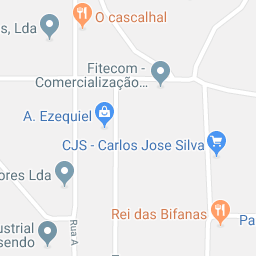 O cascalhal
s, Lda
Fitecom -
Comercialização...
A. Ezequiel
CJS - Carlos Jose Silva
ores Lda
Rei das Bifanas
Pa
Rua A
ustrial
sendo